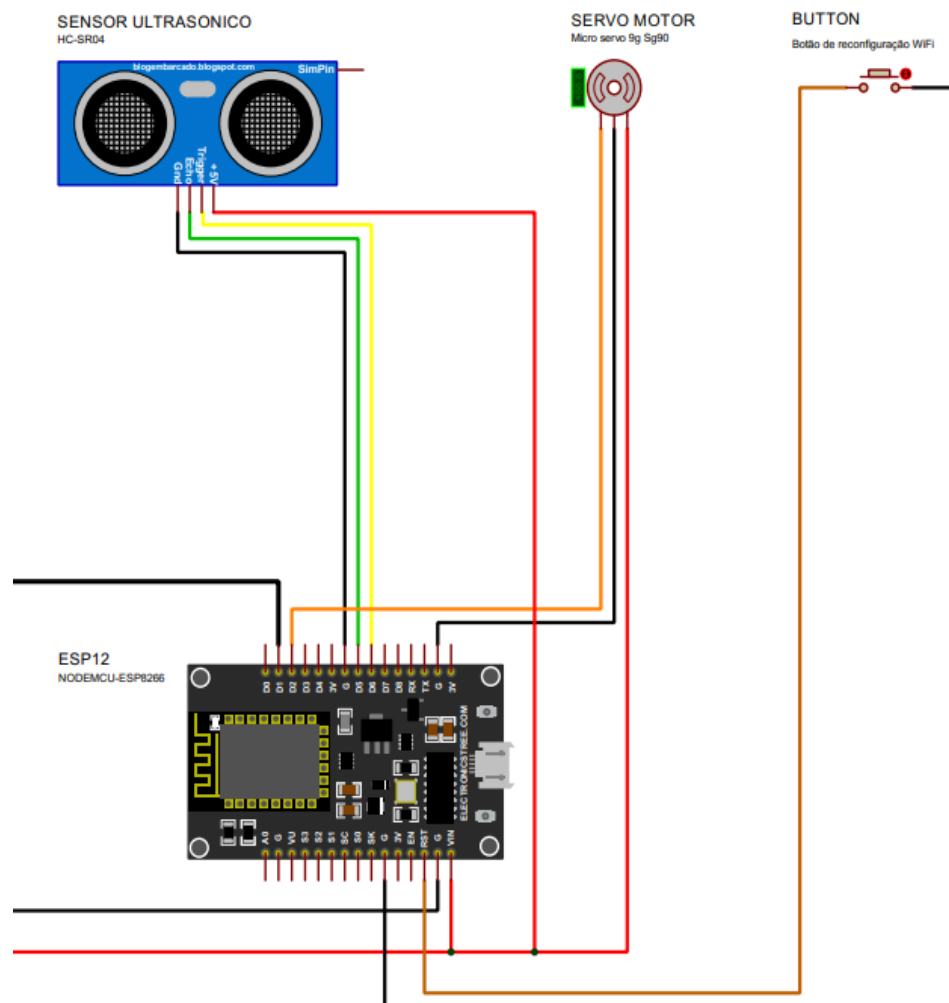 SENSOR ULTRASONICO
HC-SR04
SERVO MOTOR
Micro servo 9g Sg90
BUTTON
Botão de reconfiguração WiFi
blogembarcado.blogspot.com
SimPin
Gnd
Echo
Trigger
+5V
ESP12
NODEMCU-ESP8266
D0 D1 D2 D3 D4 3V G D5 D6 D7 D8 RX TX G 3V
ELECTRONICSTREE.COM
A0 G VU S3 S2 S1 SC S0 SK G 3V EN RST G VIN